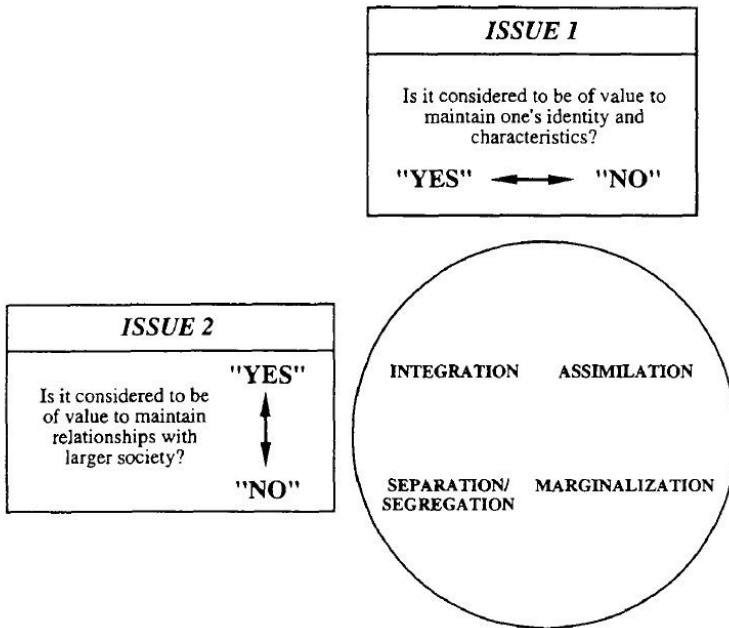 ISSUE 1
Is it considered to be of value to
maintain one's identity and
characteristics?
"YES" "NO"
ISSUE 2
"YES"
Is it considered to be
of value to maintain
relationships with
larger society?
"NO"
INTEGRATION ASSIMILATION
SEPARATION/
SEGREGATION MARGINALIZATION